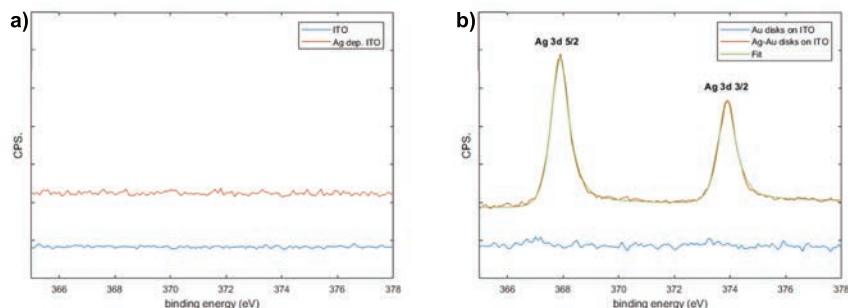 a)
ITO
Ag dep. ITO
CPS.
366 368 370 372 374 376 378
binding energy (eV)
b)
Au disks on ITO
Ag-Au disks on ITO
Fit
Ag 3d 5/2
Ag 3d 3/2
CPS.
366 368 370 372 374 376 378
binding energy (eV)